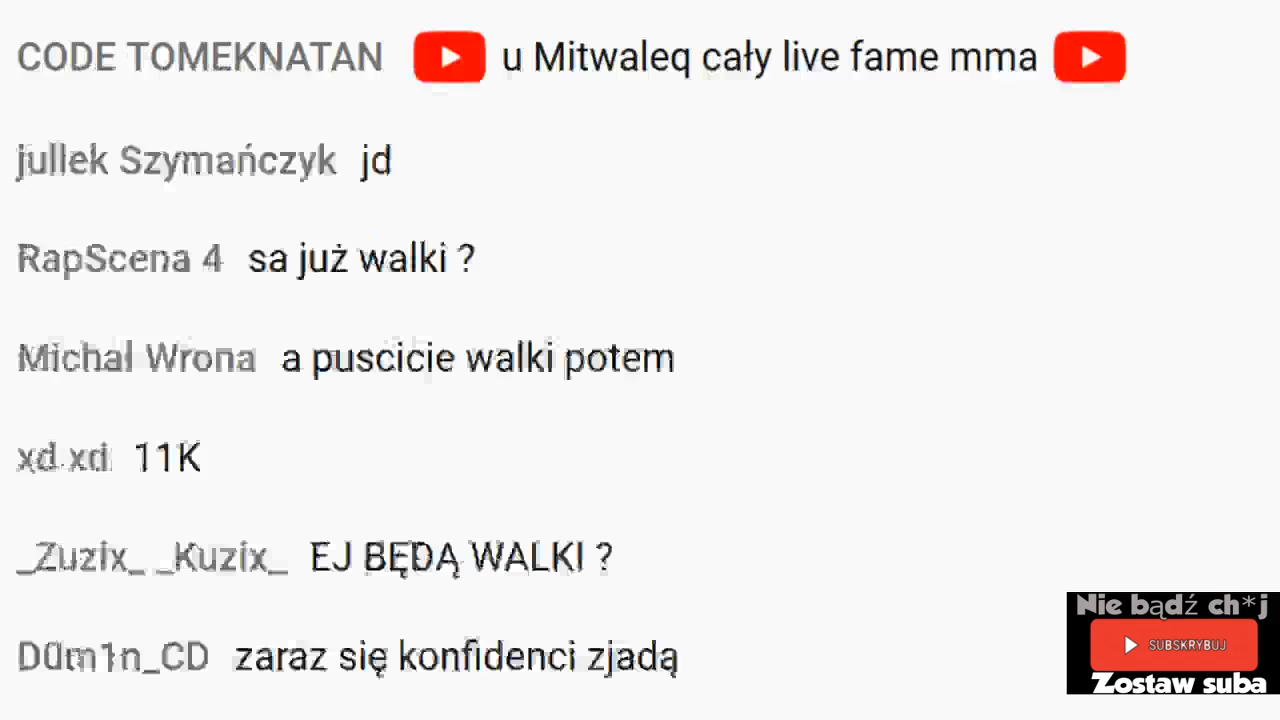 CODE TOMEKNATAN u Mitwaleq cały live fame mma
jullek Szymańczyk jd
RapScena 4 sa już walki ?
Michał Wrona a puscicie walki potem
xd xd 11K
_Zuzix_ _Kuzix_ EJ BĘDĄ WALKI ?
D0m1n_CD zaraz się konfidenci zjadą
Nie bądź ch*j
SUBSKRYBUJ
Zostaw suba